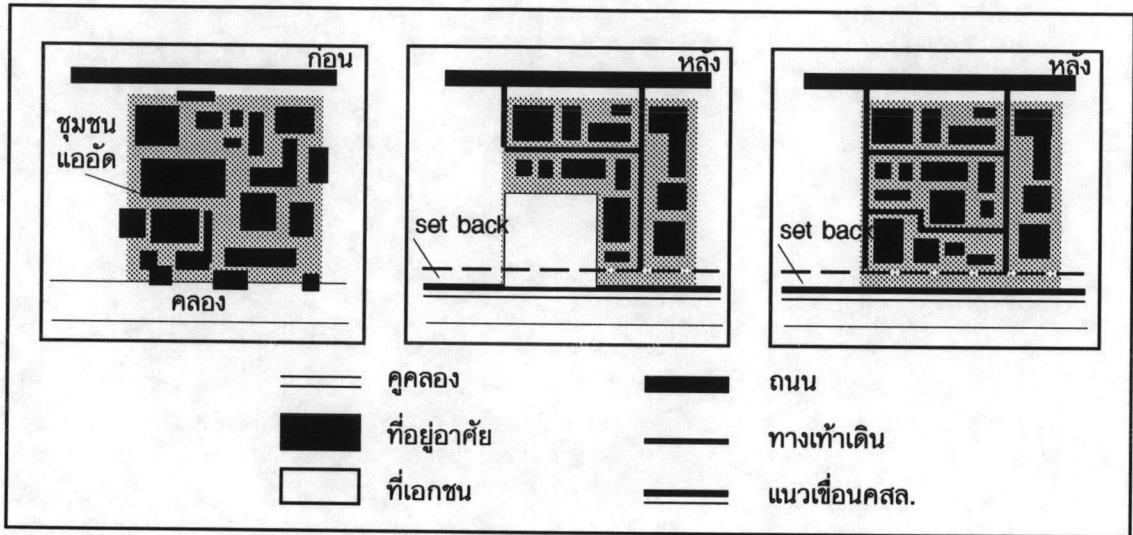 ก่อน
ชุมชน
แออัด
คลอง
หลัง
set back
หลัง
set back
คูคลอง
ที่อยู่อาศัย
ที่เอกชน
ถนน
ทางเท้าเดิน
แนวเขื่อนคสล.